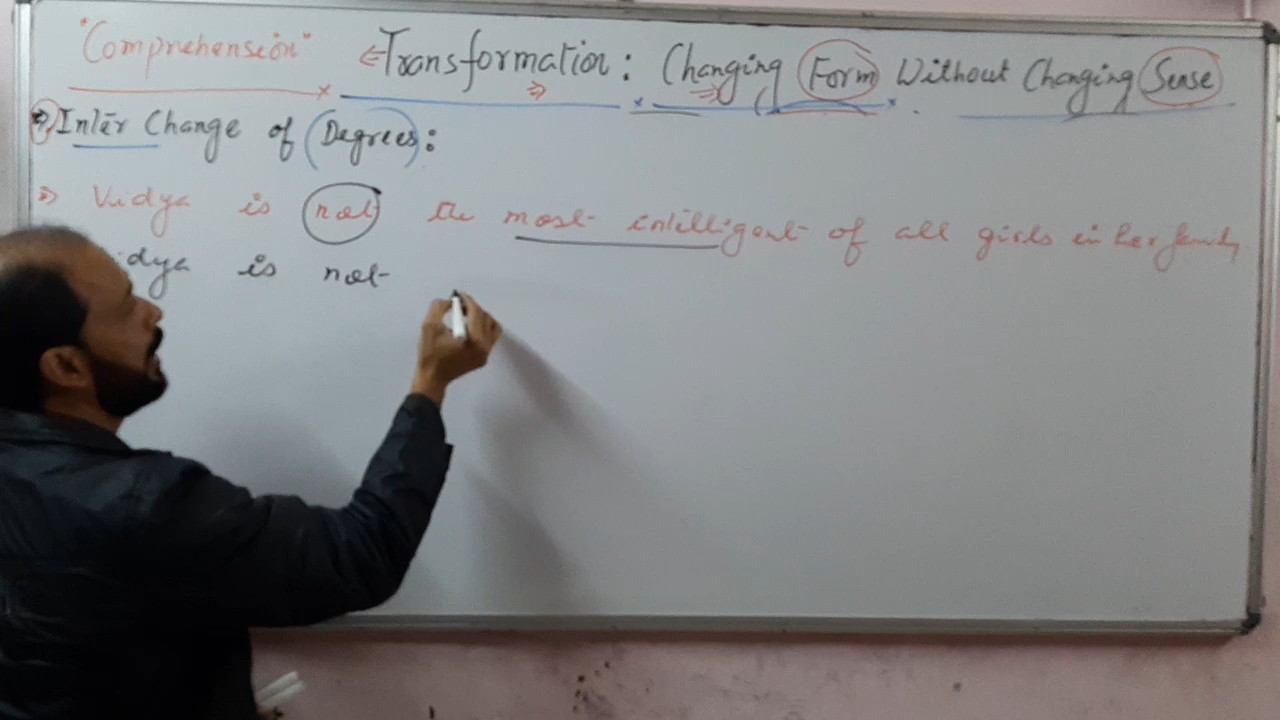 "Comprehension" Transformation: Changing Form Without Changing Sense
Inter Change of Degrees:
Vidya is not the most intelligent of all girls in her family
idya is not